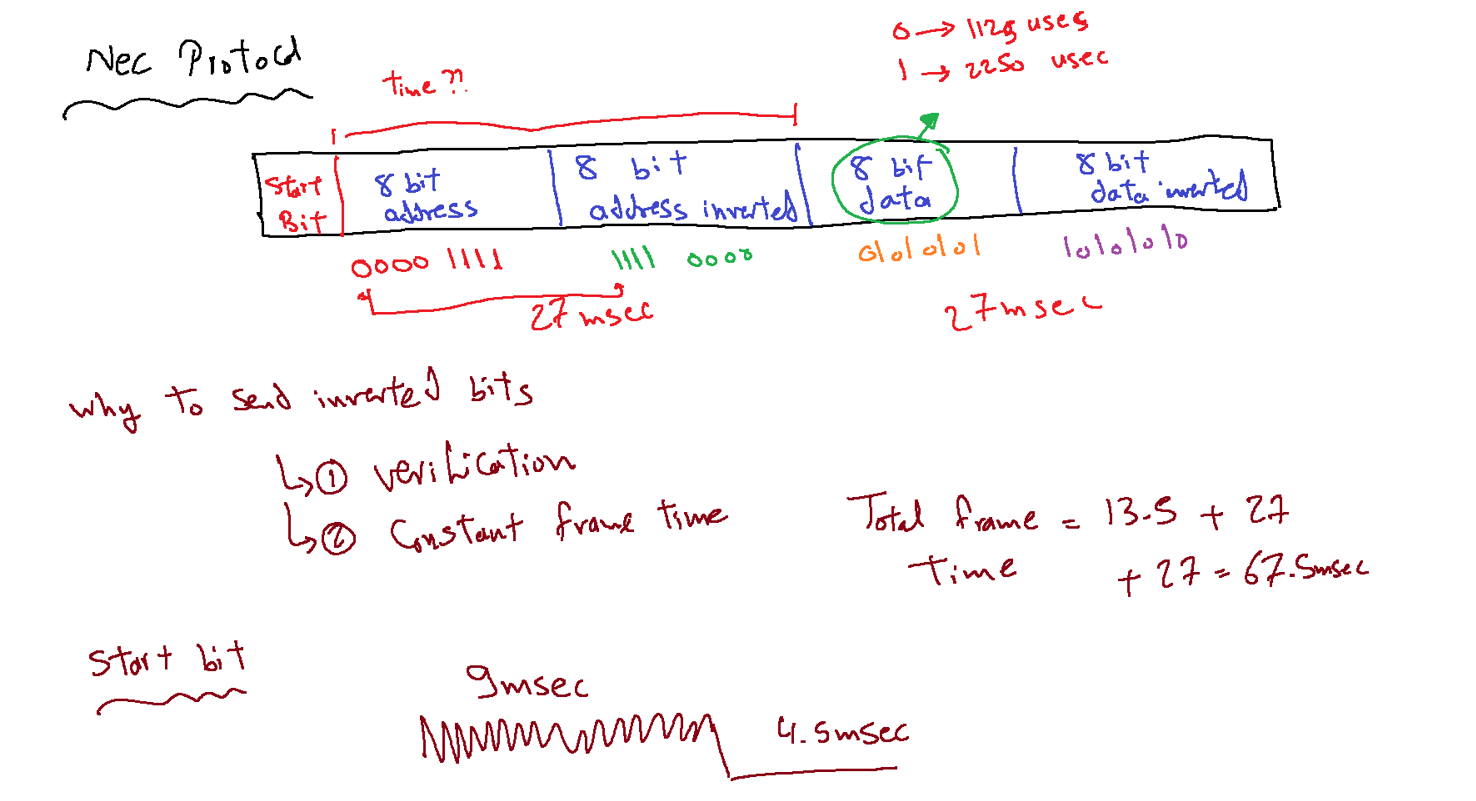 Nec Protocol
0 → 1125 usec
1 → 2250 usec
time ??
Start Bit
8 bit address
8 bit address inverted
8 bit data
8 bit data inverted
0000 1111
1111 0000
01010101
10101010
27 msec
27 msec
why to send inverted bits
↳ ① verification
↳ ② Constant frame time
Total frame = 13.5 + 27
time + 27 = 67.5msec
Start bit
9msec
4.5msec